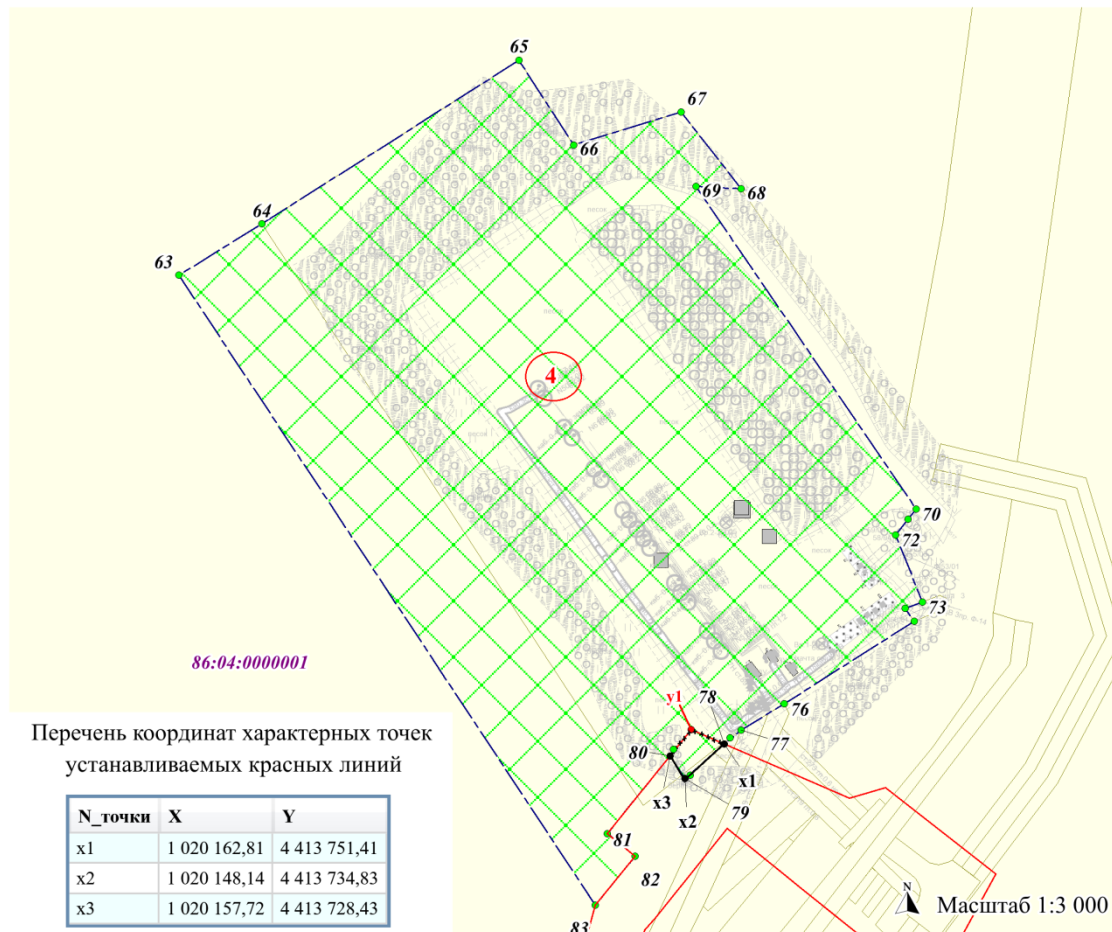 65
67
66
69
68
64
63
4
70
72
73
86:04:0000001
y1
78
76
77
80
x1
x3
79
x2
81
82
83
Перечень координат характерных точек
устанавливаемых красных линий
N_точки X Y
x1 1 020 162,81 4 413 751,41
x2 1 020 148,14 4 413 734,83
x3 1 020 157,72 4 413 728,43
N
Масштаб 1:3 000